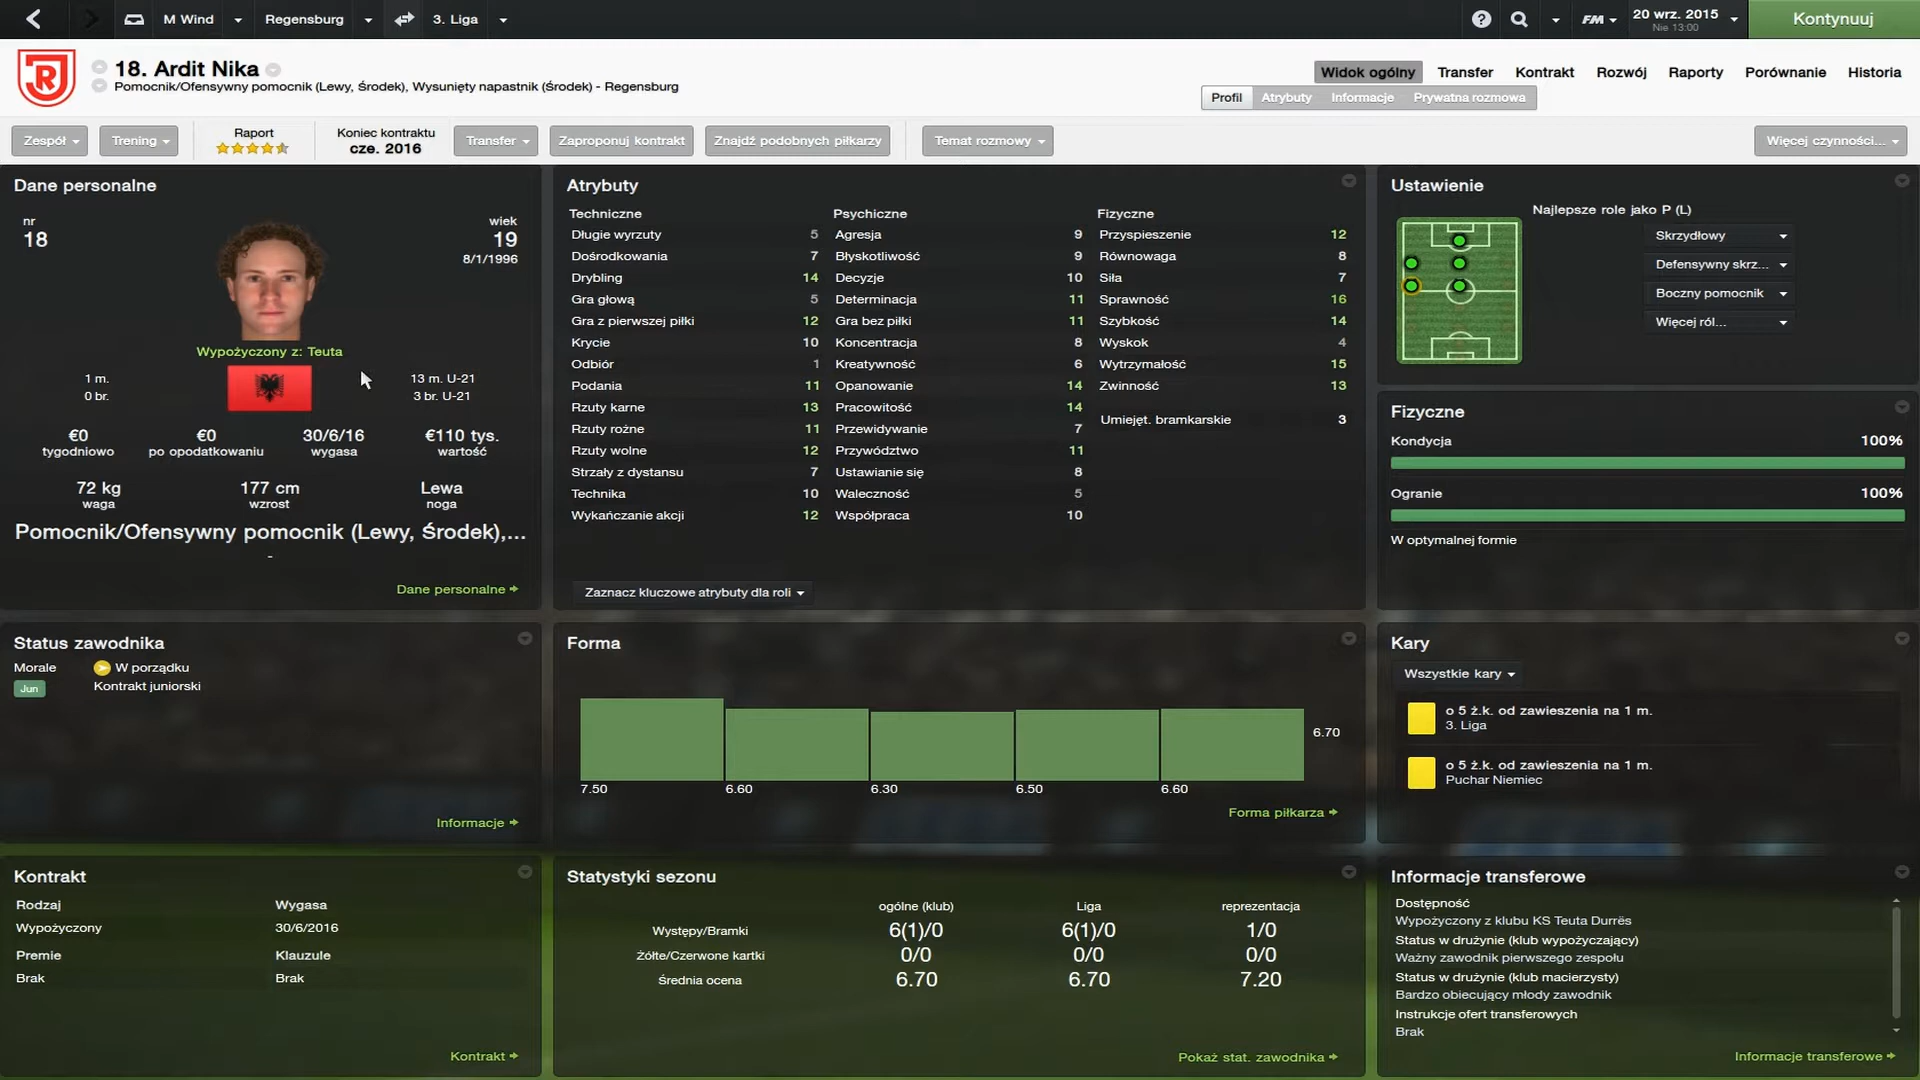 M Wind
Regensburg
3. Liga
FM
20 wrz. 2015
Nie 13:00
Kontynuuj
R
18. Ardit Nika
Pomocnik/Ofensywny pomocnik (Lewy, Środek), Wysunięty napastnik (Środek) - Regensburg
Widok ogólny
Transfer
Kontrakt
Rozwój
Raporty
Porównanie
Historia
Profil
Atrybuty
Informacje
Prywatna rozmowa
Zespół
Trening
Raport
Koniec kontraktu
cze. 2016
Transfer
Zaproponuj kontrakt
Znajdź podobnych piłkarzy
Temat rozmowy
Więcej czynności...
Dane personalne
nr
18
wiek
19
8/1/1996
Wypożyczony z: Teuta
1 m.
0 br.
13 m. U-21
3 br. U-21
€0
tygodniowo
€0
po opodatkowaniu
30/6/16
wygasa
€110 tys.
wartość
72 kg
waga
177 cm
wzrost
Lewa
noga
Pomocnik/Ofensywny pomocnik (Lewy, Środek),...
-
Dane personalne
Atrybuty
Techniczne
Długie wyrzuty 5
Dośrodkowania 7
Drybling 14
Gra głową 5
Gra z pierwszej piłki 12
Krycie 10
Odbiór 1
Podania 11
Rzuty karne 13
Rzuty rożne 11
Rzuty wolne 12
Strzały z dystansu 7
Technika 10
Wykańczanie akcji 12
Psychiczne
Agresja 9
Błyskotliwość 9
Decyzje 10
Determinacja 11
Gra bez piłki 11
Koncentracja 8
Kreatywność 6
Opanowanie 14
Pracowitość 14
Przewidywanie 7
Przywództwo 11
Ustawianie się 8
Waleczność 5
Współpraca 10
Fizyczne
Przyspieszenie 12
Równowaga 8
Siła 7
Sprawność 16
Szybkość 14
Wyskok 4
Wytrzymałość 15
Zwinność 13
Umiejęt. bramkarskie 3
Zaznacz kluczowe atrybuty dla roli
Ustawienie
Najlepsze role jako P (L)
Skrzydłowy
Defensywny skrz...
Boczny pomocnik
Więcej ról...
Fizyczne
Kondycja 100%
Ogranie 100%
W optymalnej formie
Status zawodnika
Morale W porządku
Jun Kontrakt juniorski
Informacje
Forma
6.70
7.50 6.60 6.30 6.50 6.60
Forma piłkarza
Kary
Wszystkie kary
o 5 ż.k. od zawieszenia na 1 m.
3. Liga
o 5 ż.k. od zawieszenia na 1 m.
Puchar Niemiec
Kontrakt
Rodzaj Wygasa
Wypożyczony 30/6/2016
Premie Klauzule
Brak Brak
Kontrakt
Statystyki sezonu
ogólne (klub) Liga reprezentacja
Występy/Bramki 6(1)/0 6(1)/0 1/0
Żółte/Czerwone kartki 0/0 0/0 0/0
Średnia ocena 6.70 6.70 7.20
Pokaż stat. zawodnika
Informacje transferowe
Dostępność
Wypożyczony z klubu KS Teuta Durrës
Status w drużynie (klub wypożyczający)
Ważny zawodnik pierwszego zespołu
Status w drużynie (klub macierzysty)
Bardzo obiecujący młody zawodnik
Instrukcje ofert transferowych
Brak
Informacje transferowe